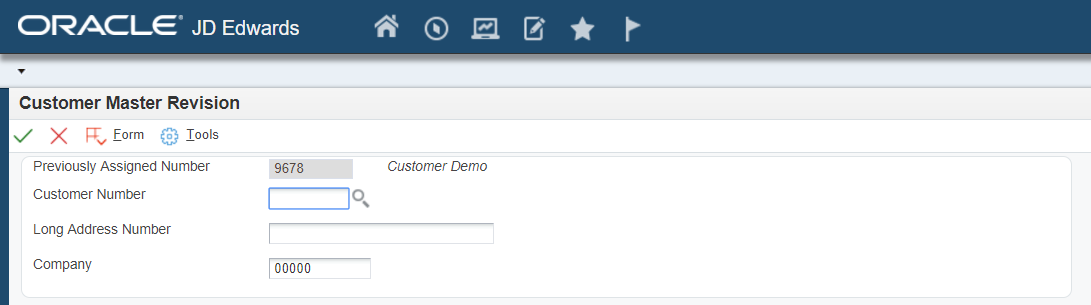 ORACLE JD Edwards
Customer Master Revision
Form Tools
Previously Assigned Number 9678 Customer Demo
Customer Number
Long Address Number
Company 00000